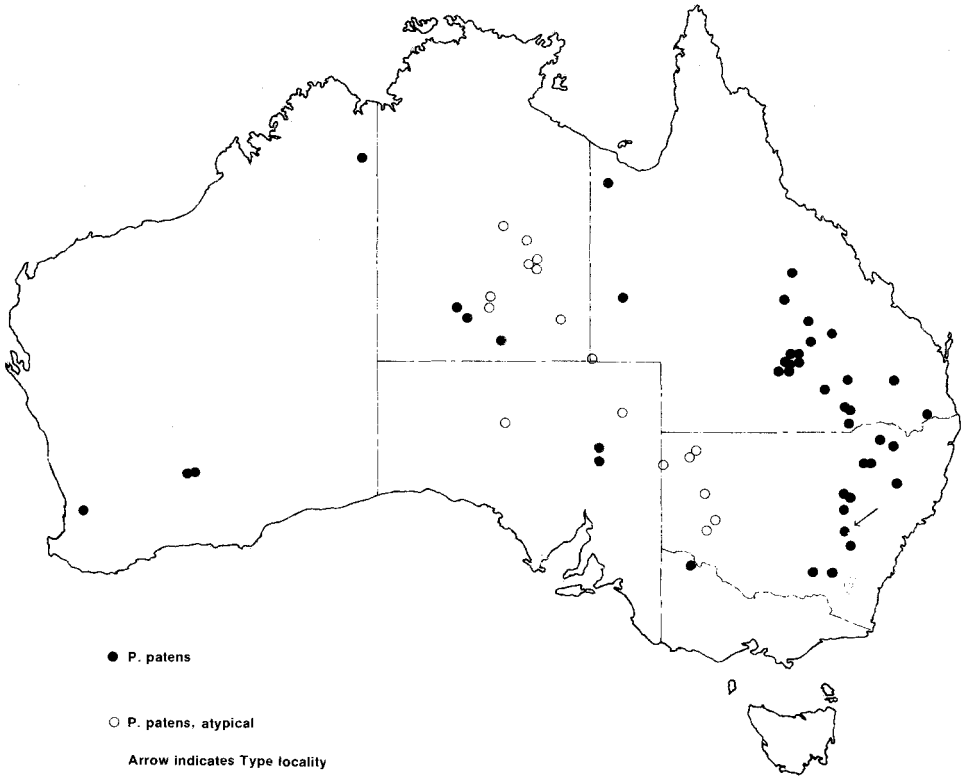 P. patens
P. patens, atypical
Arrow indicates Type locality